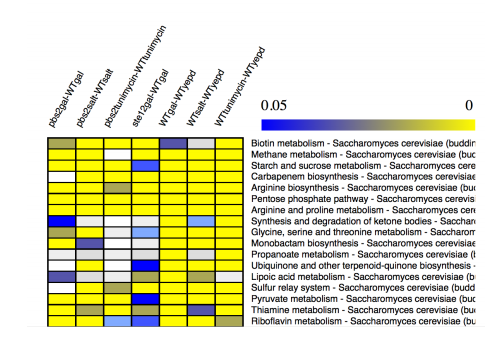 pbs2gal-WTgal
pbs2salt-WTsalt
pbs2tunimycin-WTtunimycin
ste12gal-WTgal
WTgal-WTyepd
WTsalt-WTyepd
WTtunimycin-WTyepd
0.05 0
Biotin metabolism - Saccharomyces cerevisiae (buddin
Methane metabolism - Saccharomyces cerevisiae (buc
Starch and sucrose metabolism - Saccharomyces cere
Carbapenem biosynthesis - Saccharomyces cerevisiae
Arginine biosynthesis - Saccharomyces cerevisiae (bu
Pentose phosphate pathway - Saccharomyces cerevisi
Arginine and proline metabolism - Saccharomyces cere
Synthesis and degradation of ketone bodies - Sacchar
Glycine, serine and threonine metabolism - Saccharom
Monobactam biosynthesis - Saccharomyces cerevisiae
Propanoate metabolism - Saccharomyces cerevisiae (b
Ubiquinone and other terpenoid-quinone biosynthesis -
Lipoic acid metabolism - Saccharomyces cerevisiae (b
Sulfur relay system - Saccharomyces cerevisiae (budd
Pyruvate metabolism - Saccharomyces cerevisiae (bud
Thiamine metabolism - Saccharomyces cerevisiae (bu
Riboflavin metabolism - Saccharomyces cerevisiae (bu